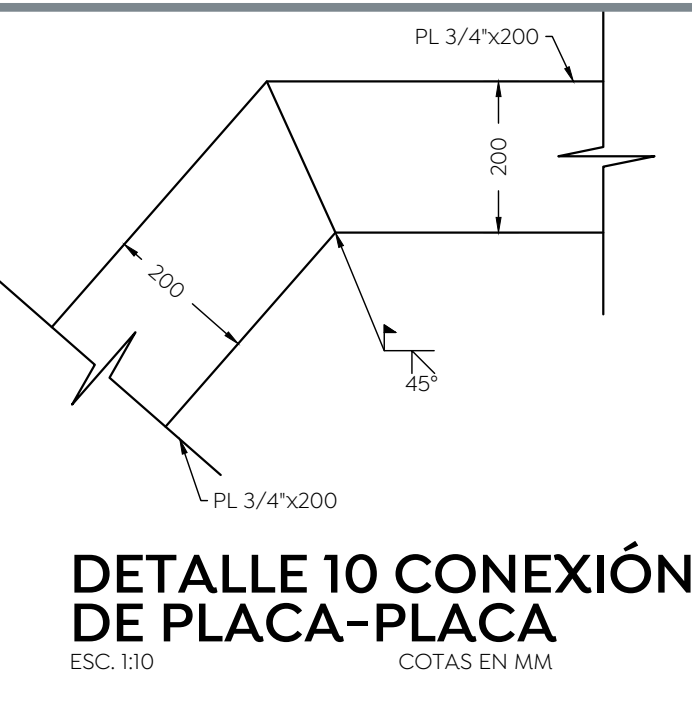 PL 3/4"x200
200
200
45°
PL 3/4"x200
DETALLE 10 CONEXIÓN
DE PLACA-PLACA
ESC. 1:10 COTAS EN MM